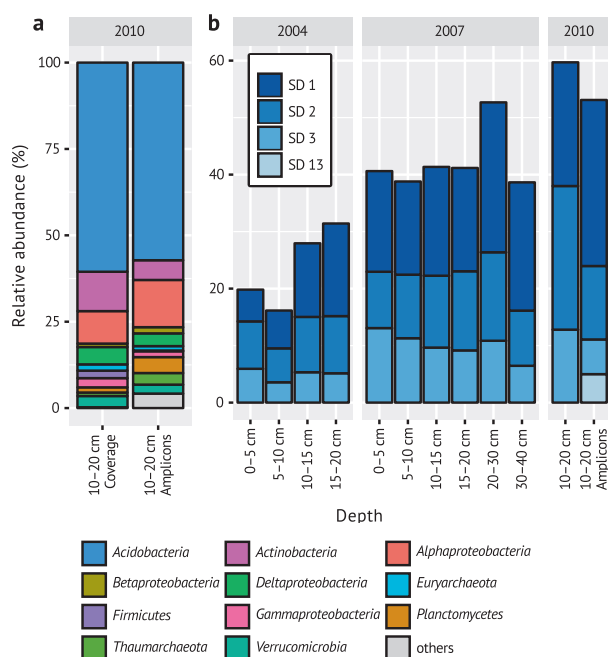 a
b
2010
2004
2007
2010
Relative abundance (%)
100
75
50
25
0
60
40
20
0
SD 1
SD 2
SD 3
SD 13
10–20 cm
Coverage
10–20 cm
Amplicons
0–5 cm
5–10 cm
10–15 cm
15–20 cm
0–5 cm
5–10 cm
10–15 cm
15–20 cm
20–30 cm
30–40 cm
10–20 cm
10–20 cm
Amplicons
Depth
Acidobacteria
Actinobacteria
Alphaproteobacteria
Betaproteobacteria
Deltaproteobacteria
Euryarchaeota
Firmicutes
Gammaproteobacteria
Planctomycetes
Thaumarchaeota
Verrucomicrobia
others